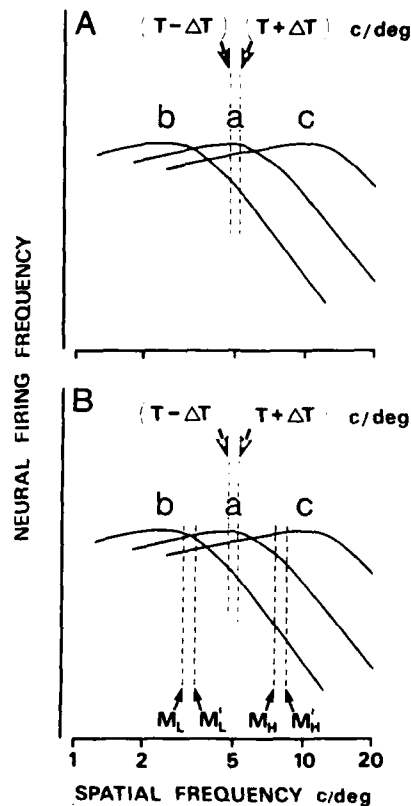 A
( T − ΔT ) ( T + ΔT ) c/deg
b a c
B
( T − ΔT T + ΔT ) c/deg
b a c
M_L M'_L M_H M'_H
1 2 5 10 20
NEURAL FIRING FREQUENCY
SPATIAL FREQUENCY c/deg